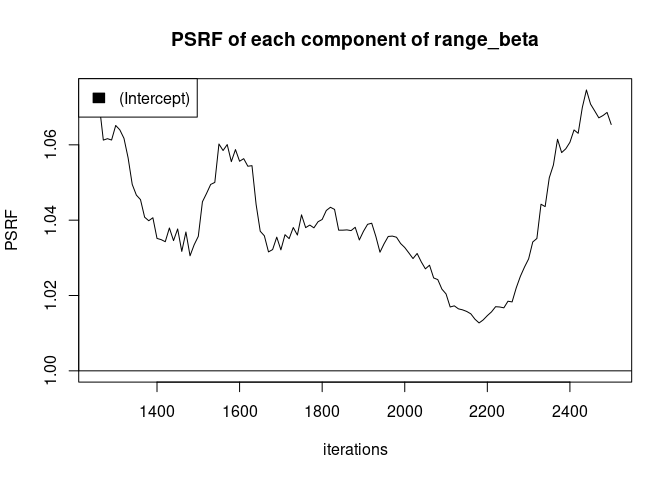 PSRF of each component of range_beta
(Intercept)
PSRF
1.06
1.04
1.02
1.00
1400 1600 1800 2000 2200 2400
iterations